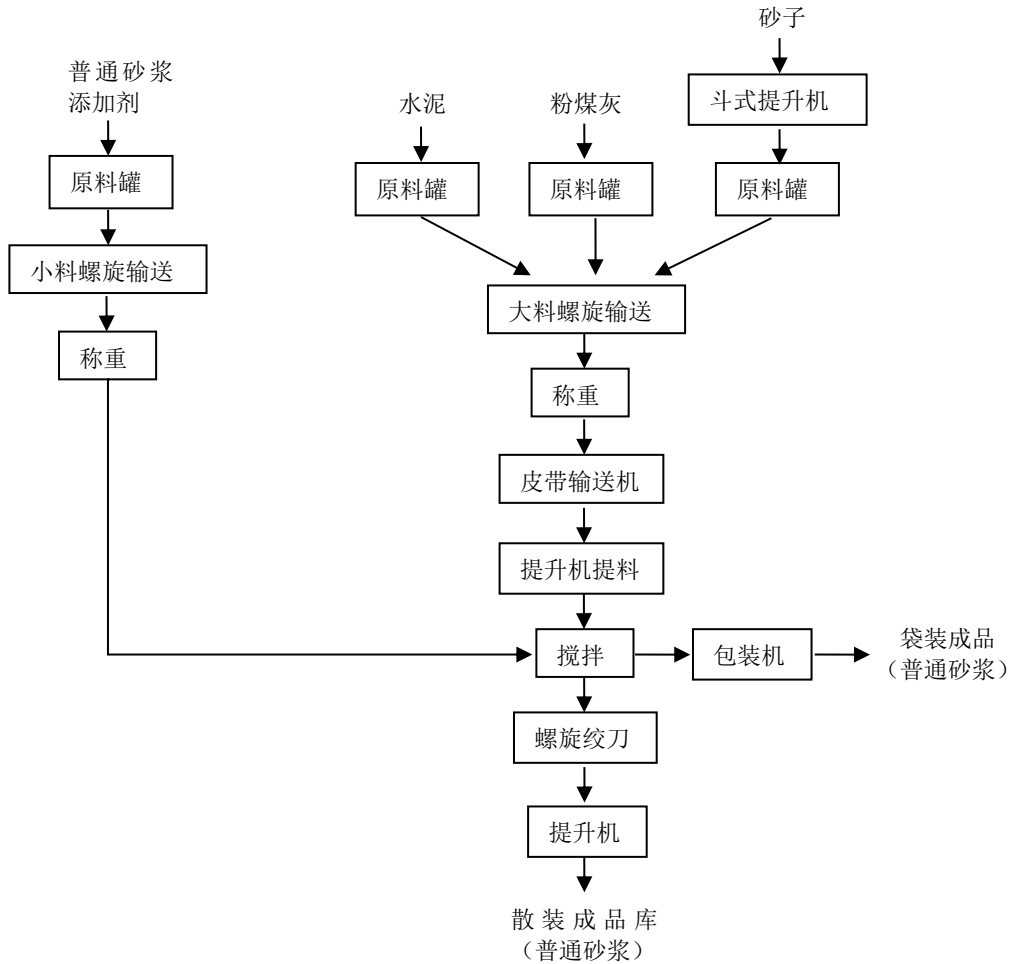 砂子
普通砂浆
添加剂
水泥
粉煤灰
斗式提升机
原料罐
原料罐
原料罐
原料罐
小料螺旋输送
大料螺旋输送
称重
称重
皮带输送机
提升机提料
搅拌
包装机
袋装成品
（普通砂浆）
螺旋绞刀
提升机
散装成品库
（普通砂浆）